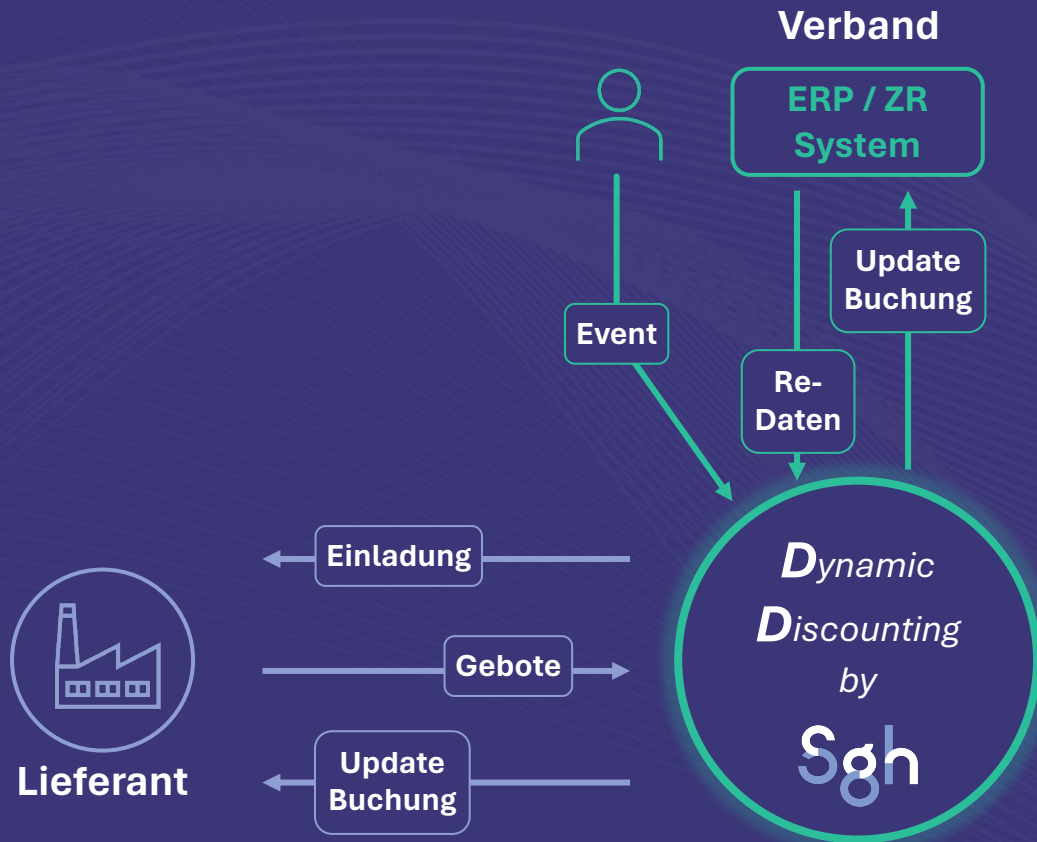 Verband
ERP / ZR
System
Update
Buchung
Event
Re-
Daten
Einladung
Gebote
Update
Buchung
Lieferant
Dynamic
Discounting
by
Sgh